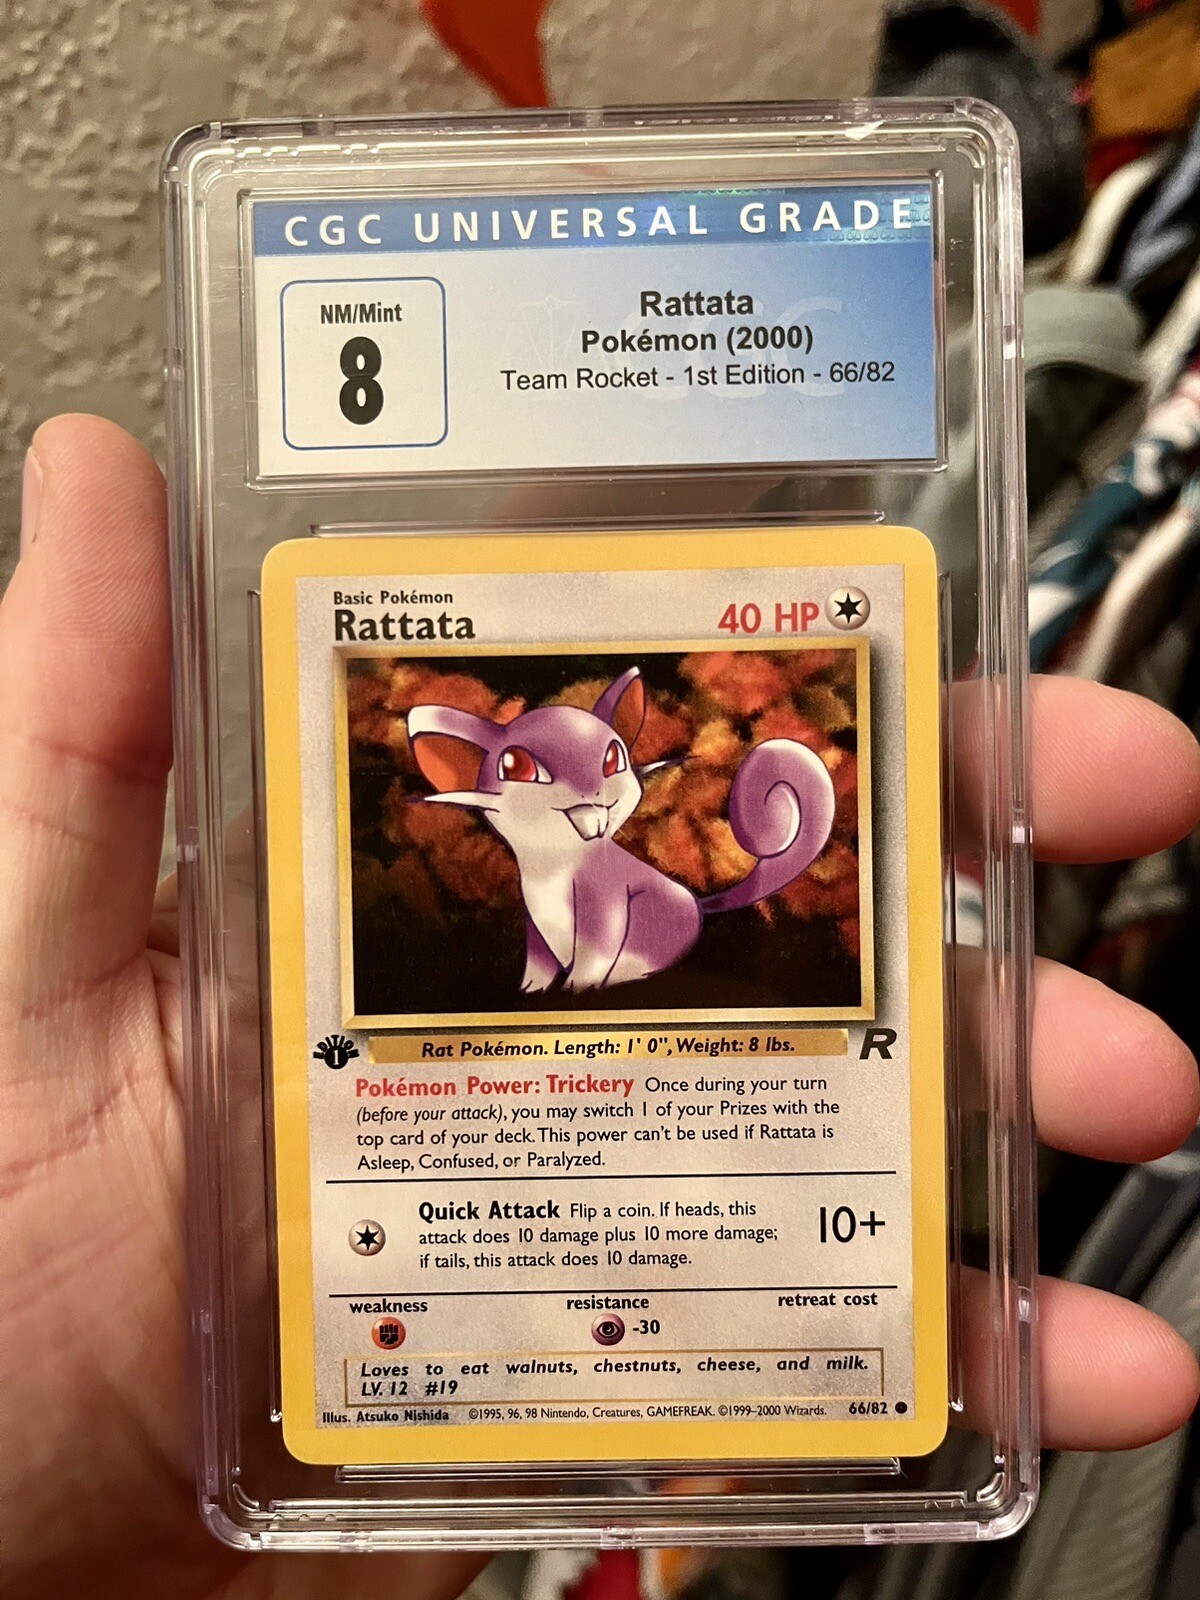 CGC UNIVERSAL GRADE
NM/Mint
8
Rattata
Pokémon (2000)
Team Rocket - 1st Edition - 66/82
Basic Pokémon
Rattata
40 HP
EDITION
1
Rat Pokémon. Length: 1' 0", Weight: 8 lbs.
R
Pokémon Power: Trickery Once during your turn
(before your attack), you may switch 1 of your Prizes with the
top card of your deck. This power can't be used if Rattata is
Asleep, Confused, or Paralyzed.
Quick Attack Flip a coin. If heads, this
attack does 10 damage plus 10 more damage;
if tails, this attack does 10 damage.
10+
weakness
resistance
retreat cost
-30
Loves to eat walnuts, chestnuts, cheese, and milk.
LV. 12 #19
Illus. Atsuko Nishida ©1995, 96, 98 Nintendo, Creatures, GAMEFREAK. ©1999-2000 Wizards. 66/82